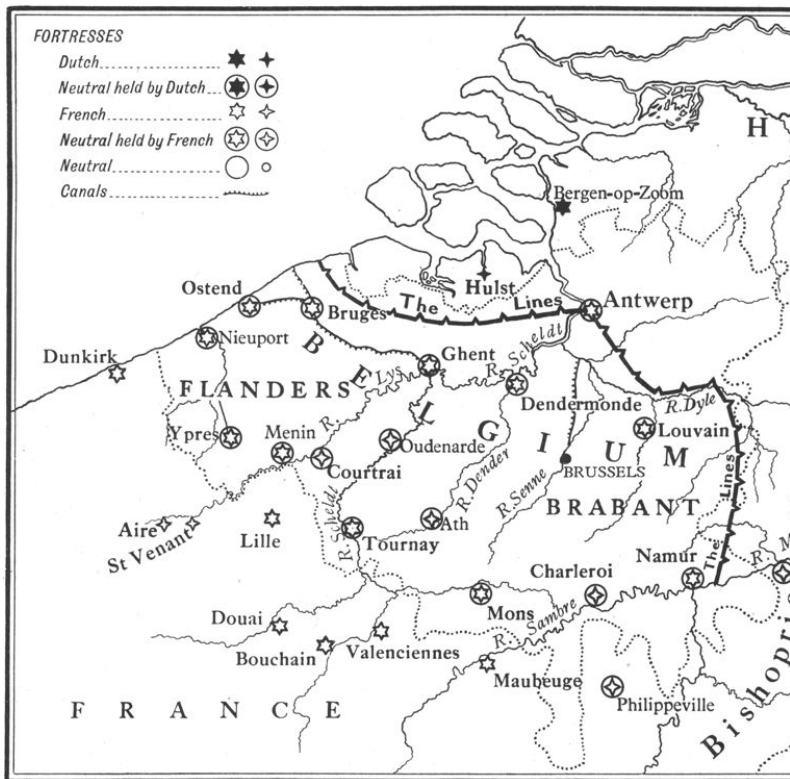 FORTRESSES
Dutch
Neutral held by Dutch
French
Neutral held by French
Neutral
Canals
H
Bergen-op-Zoom
Hulst
The Lines
Antwerp
Ostend
Bruges
Nieuport
Dunkirk
Ghent
R. Scheldt
R. Lys
FLANDERS
BELGIUM
Dendermonde
R. Dyle
Louvain
Ypres
Menin
Courtrai
Oudenarde
R. Dender
R. Senne
BRUSSELS
BRABANT
The Lines
Aire
St Venant
Lille
R. Scheldt
Tournay
Ath
Namur
R. M
Charleroi
Mons
R. Sambre
Douai
Bouchain
Valenciennes
Maubeuge
Philippeville
Bishopri
FRANCE